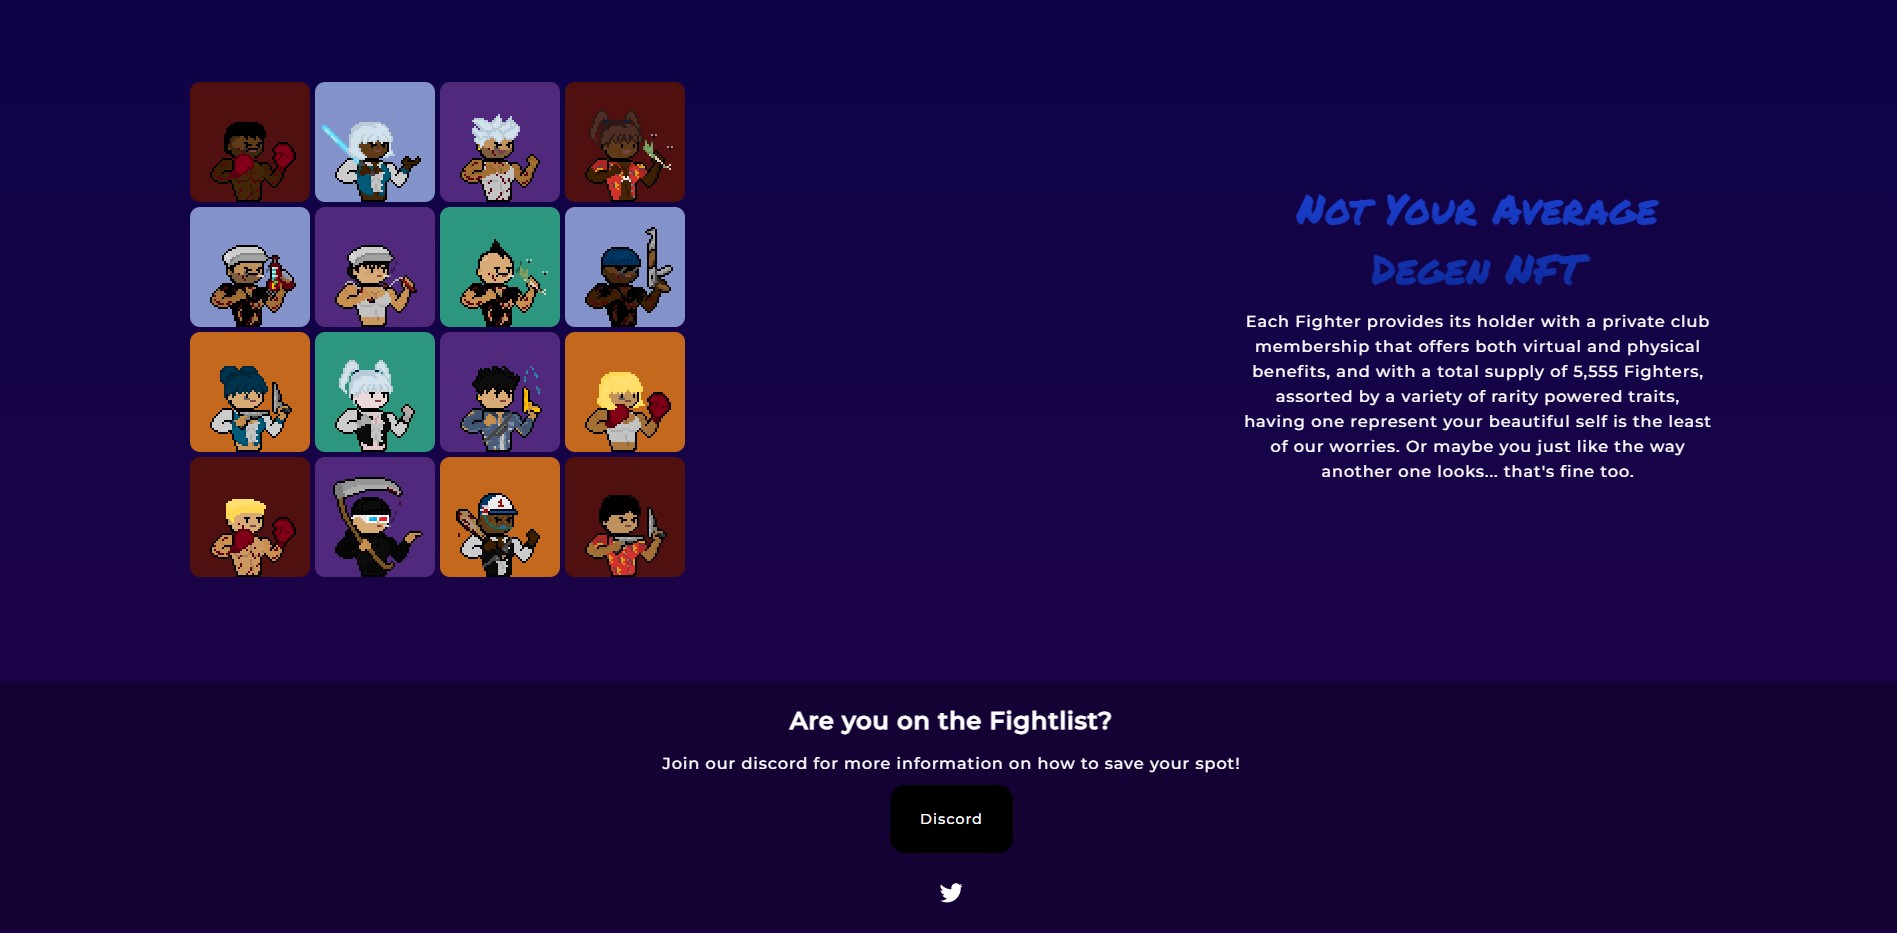 Not Your Average
Degen NFT
Each Fighter provides its holder with a private club
membership that offers both virtual and physical
benefits, and with a total supply of 5,555 Fighters,
assorted by a variety of rarity powered traits,
having one represent your beautiful self is the least
of our worries. Or maybe you just like the way
another one looks... that's fine too.
1
Are you on the Fightlist?
Join our discord for more information on how to save your spot!
Discord